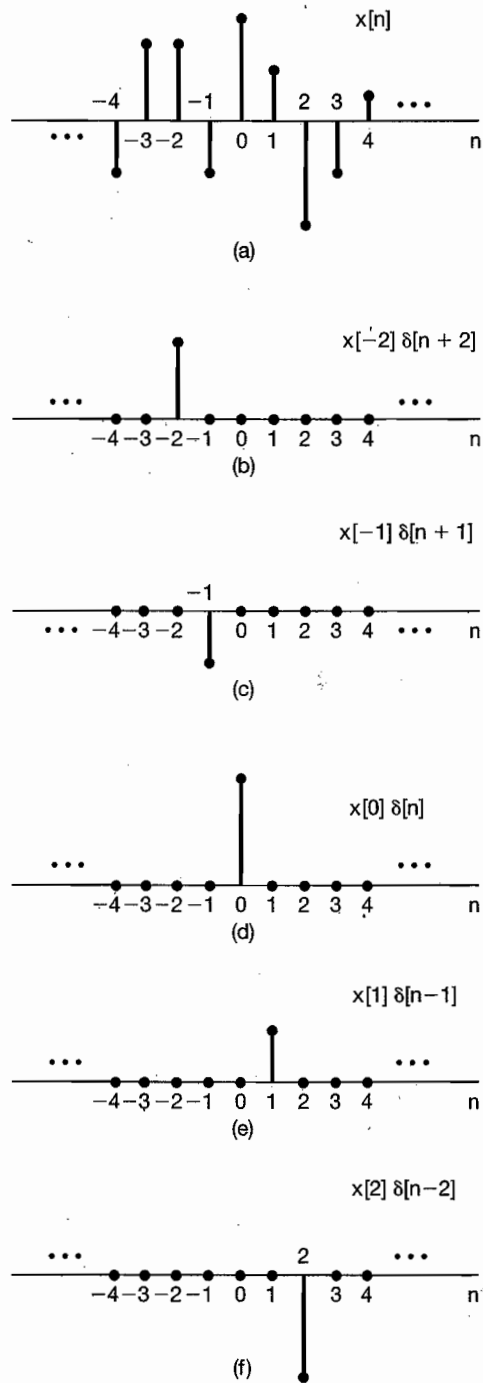 x[n]
−4 −1 2 3 •••
••• −3 −2 0 1 4 n
(a)
x[−2] δ[n + 2]
••• •••
−4 −3 −2 −1 0 1 2 3 4 n
(b)
x[−1] δ[n + 1]
−1
••• −4 −3 −2 0 1 2 3 4 ••• n
(c)
x[0] δ[n]
••• •••
−4 −3 −2 −1 0 1 2 3 4 n
(d)
x[1] δ[n−1]
••• •••
−4 −3 −2 −1 0 1 2 3 4 n
(e)
x[2] δ[n−2]
••• 2 •••
−4 −3 −2 −1 0 1 3 4 n
(f)